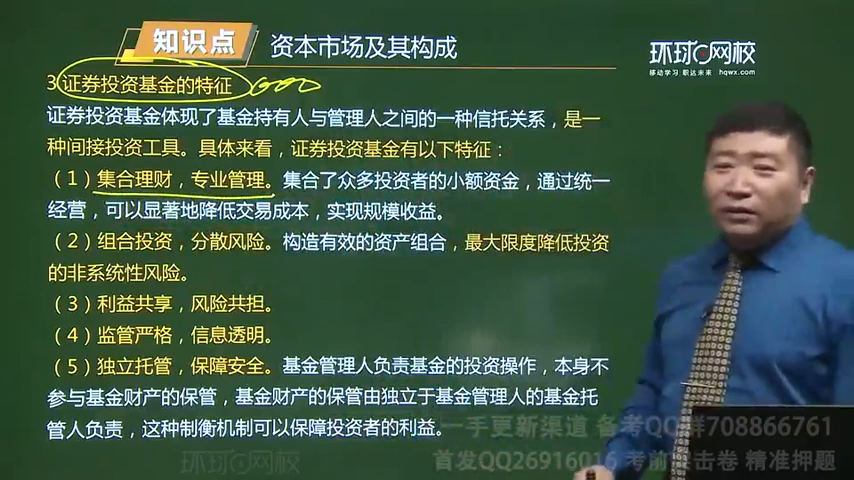 知识点 资本市场及其构成
环球网校
移动学习 职达未来 hqwx.com
3证券投资基金的特征
证券投资基金体现了基金持有人与管理人之间的一种信托关系，是一
种间接投资工具。具体来看，证券投资基金有以下特征：
（1）集合理财，专业管理。集合了众多投资者的小额资金，通过统一
经营，可以显著地降低交易成本，实现规模收益。
（2）组合投资，分散风险。构造有效的资产组合，最大限度降低投资
的非系统性风险。
（3）利益共享，风险共担。
（4）监管严格，信息透明。
（5）独立托管，保障安全。基金管理人负责基金的投资操作，本身不
参与基金财产的保管，基金财产的保管由独立于基金管理人的基金托
管人负责，这种制衡机制可以保障投资者的利益。
一手更新渠道 备考QQ群708866761
环球网校
首发QQ26916016 考前 击卷 精准押题